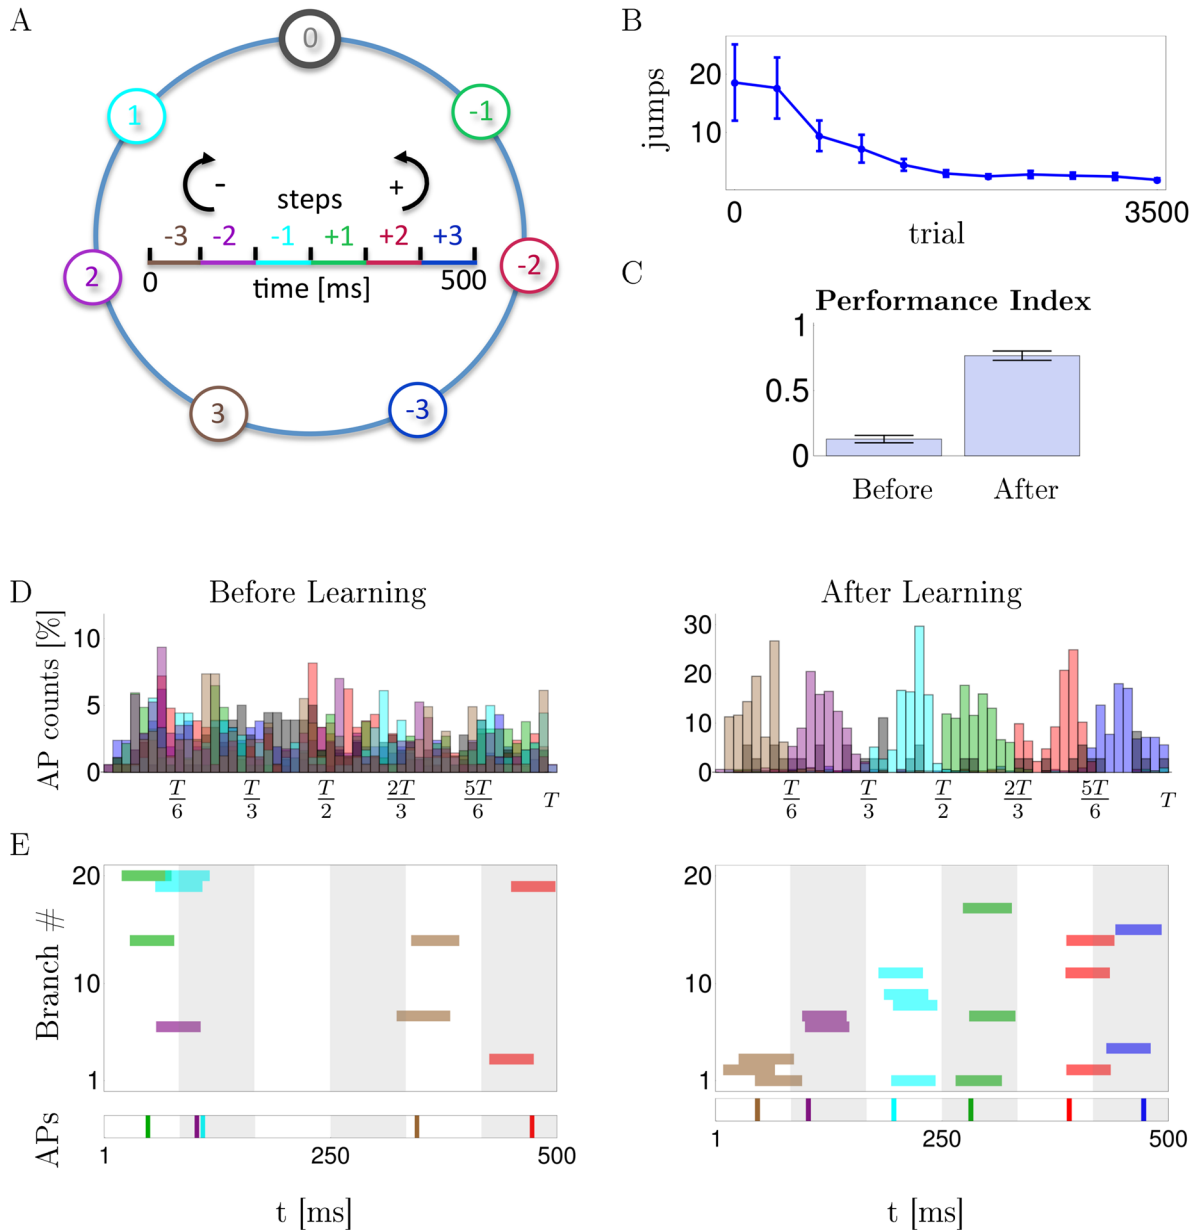 A
0
1
-1
-
+
steps
-3 -2 -1 +1 +2 +3
0 500
time [ms]
2
-2
3
-3
B
jumps
20
10
0 3500
trial
C
Performance Index
1
0.5
0
Before After
D
Before Learning
After Learning
AP counts [%]
10
5
0
T/6 T/3 T/2 2T/3 5T/6 T
30
20
10
0
T/6 T/3 T/2 2T/3 5T/6 T
E
Branch #
20
10
1
APs
1 250 500
t [ms]
20
10
1
1 250 500
t [ms]